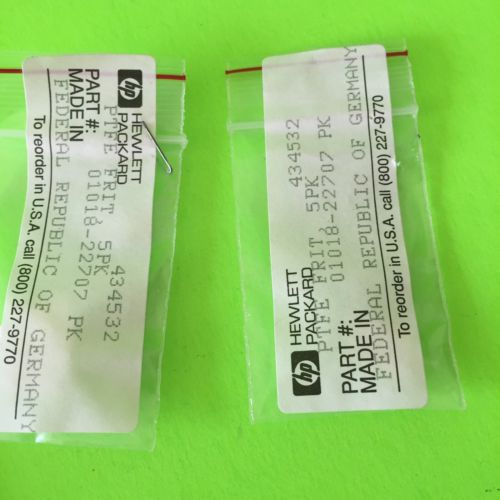 hp HEWLETT
PACKARD
PTFE FRIT, 5PK 434532
PART #: 01018-22707 PK
MADE IN
FEDERAL REPUBLIC OF GERMANY
To reorder in U.S.A. call (800) 227-9770
hp HEWLETT
PACKARD
PTFE FRIT, 5PK 434532
PART #: 01018-22707 PK
MADE IN
FEDERAL REPUBLIC OF GERMANY
To reorder in U.S.A. call (800) 227-9770